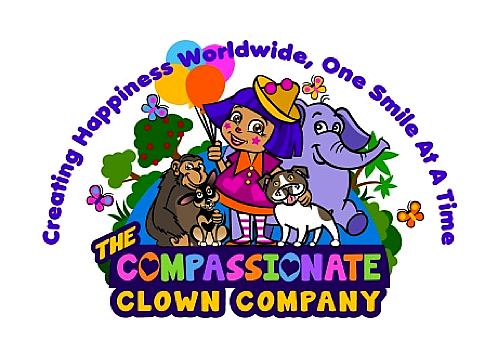 Creating Happiness Worldwide, One Smile At A Time
THE
COMPASSIONATE
CLOWN COMPANY